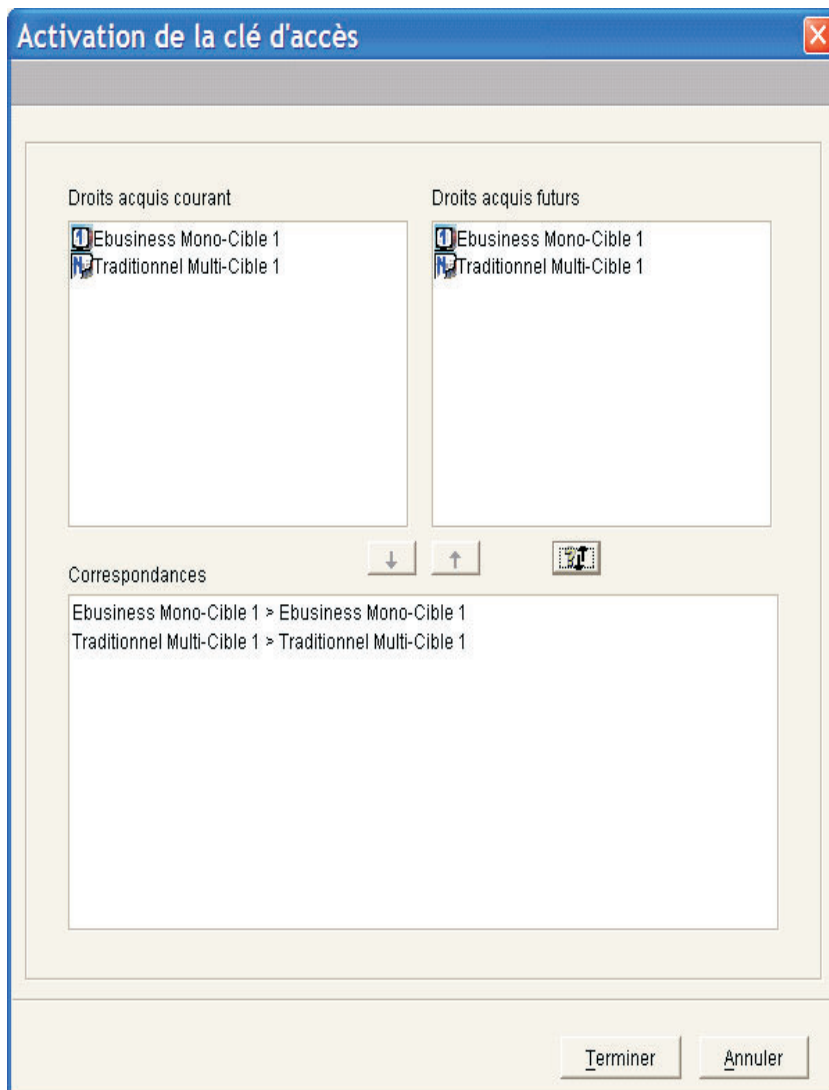 Activation de la clé d'accès
Droits acquis courant
Droits acquis futurs
Ebusiness Mono-Cible 1
Traditionnel Multi-Cible 1
Ebusiness Mono-Cible 1
Traditionnel Multi-Cible 1
Correspondances
Ebusiness Mono-Cible 1 > Ebusiness Mono-Cible 1
Traditionnel Multi-Cible 1 > Traditionnel Multi-Cible 1
Terminer
Annuler